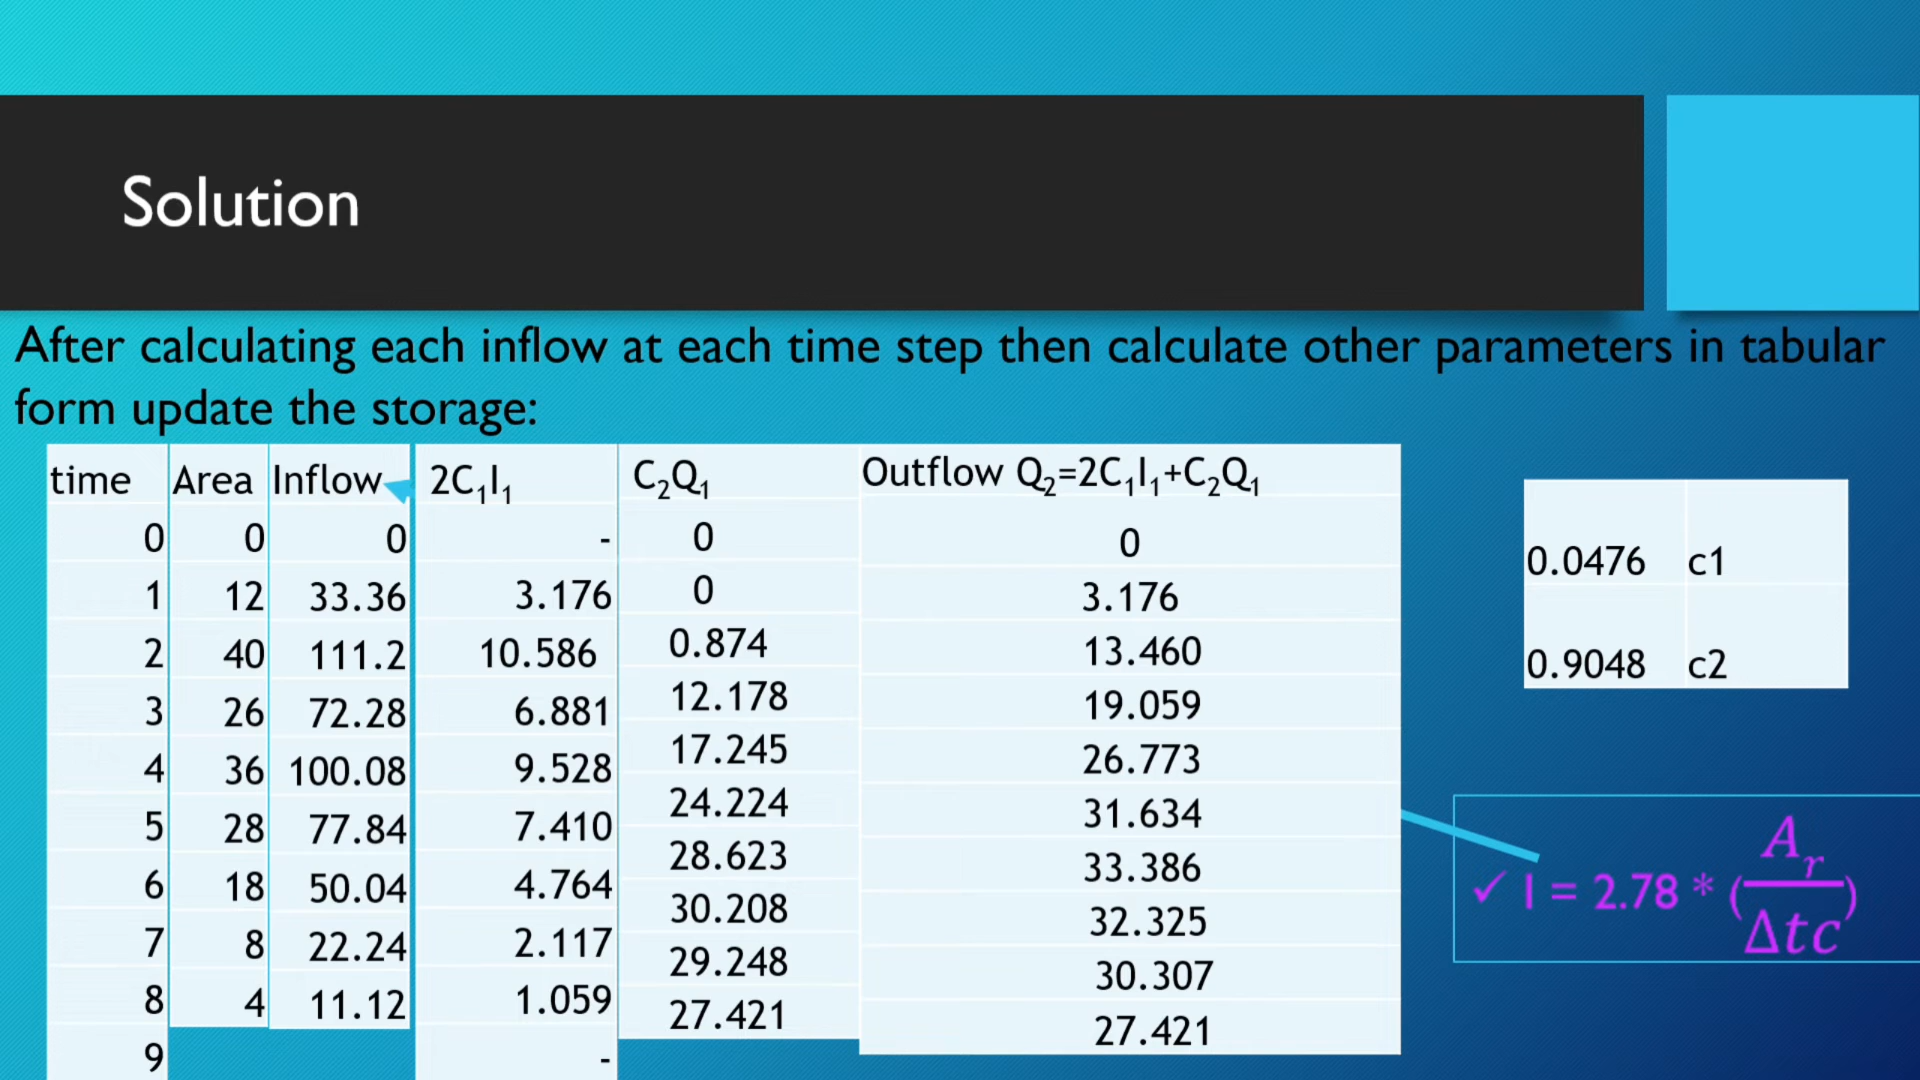 Solution
After calculating each inflow at each time step then calculate other parameters in tabular
form update the storage:
time Area Inflow 2C₁I₁ C₂Q₁ Outflow Q₂=2C₁I₁+C₂Q₁
0 0 0 - 0 0
1 12 33.36 3.176 0 3.176
2 40 111.2 10.586 0.874 13.460
3 26 72.28 6.881 12.178 19.059
4 36 100.08 9.528 17.245 26.773
5 28 77.84 7.410 24.224 31.634
6 18 50.04 4.764 28.623 33.386
7 8 22.24 2.117 30.208 32.325
8 4 11.12 1.059 29.248 30.307
9 - 27.421 27.421
0.0476 c1
0.9048 c2
✓ I = 2.78 * (Aᵣ/Δtc)